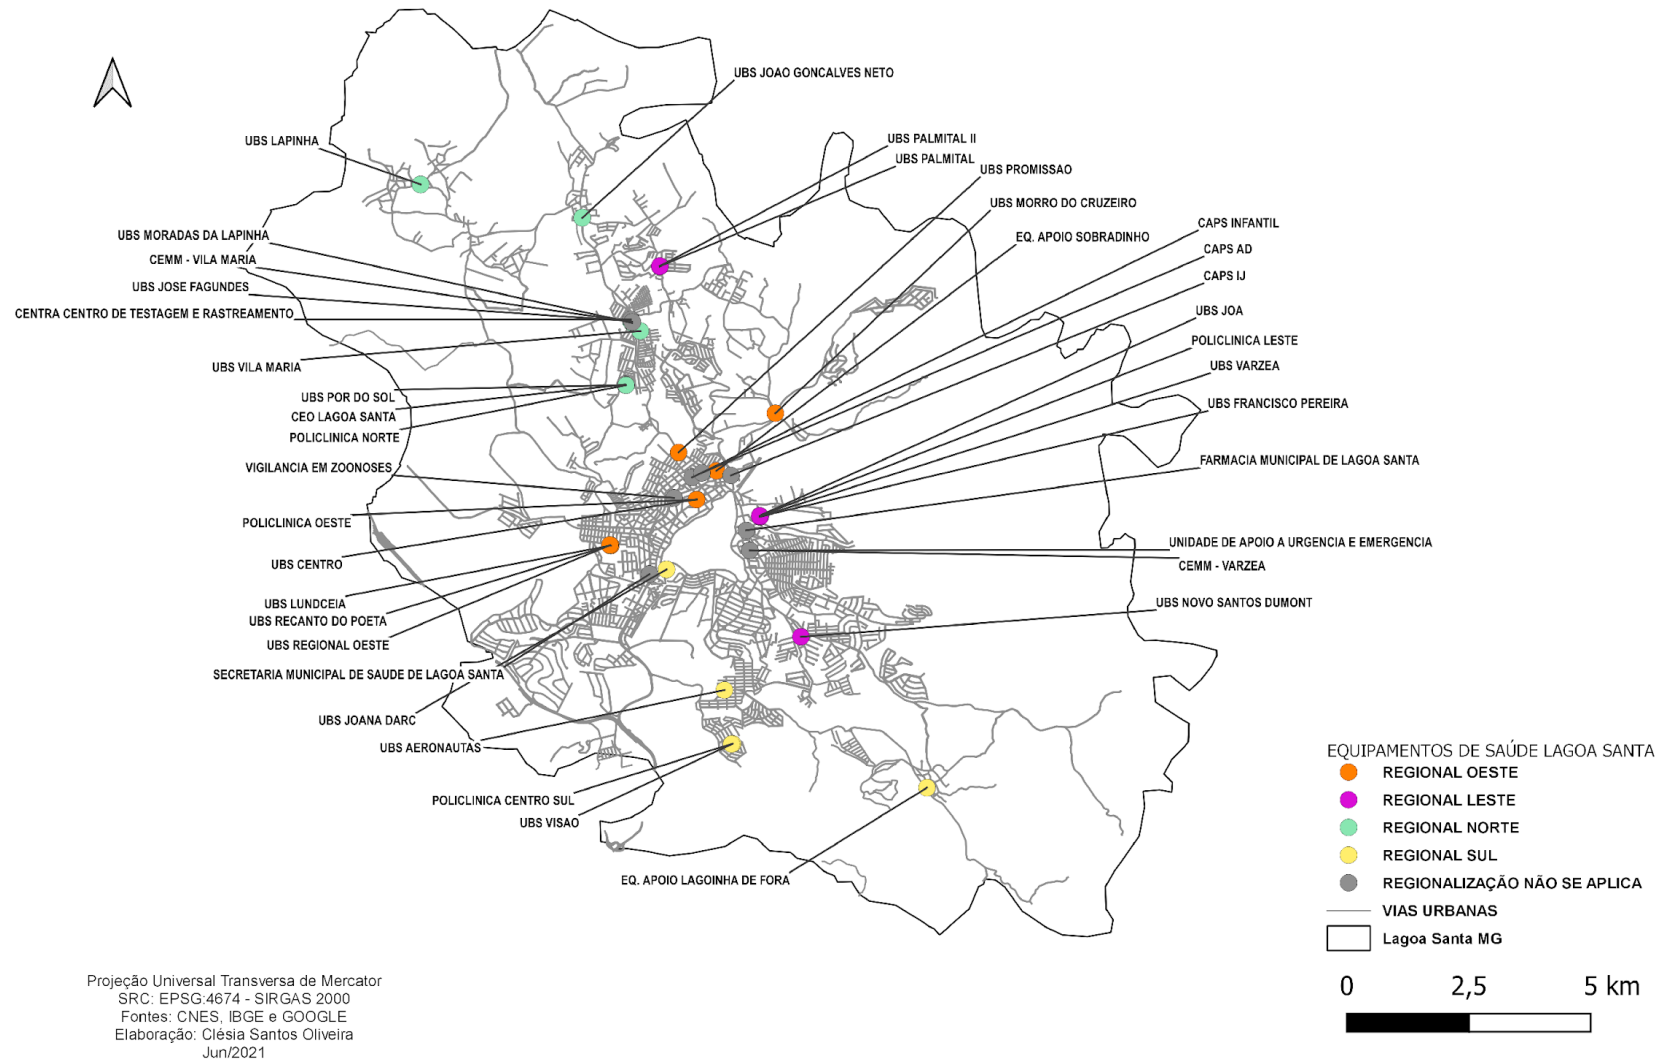 UBS JOAO GONCALVES NETO
UBS LAPINHA
UBS PALMITAL II
UBS PALMITAL
UBS PROMISSAO
UBS MORRO DO CRUZEIRO
EQ. APOIO SOBRADINHO
CAPS INFANTIL
CAPS AD
CAPS IJ
UBS JOA
POLICLINICA LESTE
UBS VARZEA
UBS FRANCISCO PEREIRA
FARMACIA MUNICIPAL DE LAGOA SANTA
UNIDADE DE APOIO A URGENCIA E EMERGENCIA
CEMM - VARZEA
UBS NOVO SANTOS DUMONT
UBS MORADAS DA LAPINHA
CEMM - VILA MARIA
UBS JOSE FAGUNDES
CENTRA CENTRO DE TESTAGEM E RASTREAMENTO
UBS VILA MARIA
UBS POR DO SOL
CEO LAGOA SANTA
POLICLINICA NORTE
VIGILANCIA EM ZOONOSES
POLICLINICA OESTE
UBS CENTRO
UBS LUNDCEIA
UBS RECANTO DO POETA
UBS REGIONAL OESTE
SECRETARIA MUNICIPAL DE SAUDE DE LAGOA SANTA
UBS JOANA DARC
UBS AERONAUTAS
POLICLINICA CENTRO SUL
UBS VISAO
EQ. APOIO LAGOINHA DE FORA
EQUIPAMENTOS DE SAÚDE LAGOA SANTA
REGIONAL OESTE
REGIONAL LESTE
REGIONAL NORTE
REGIONAL SUL
REGIONALIZAÇÃO NÃO SE APLICA
VIAS URBANAS
Lagoa Santa MG
0 2,5 5 km
Projeção Universal Transversa de Mercator
SRC: EPSG:4674 - SIRGAS 2000
Fontes: CNES, IBGE e GOOGLE
Elaboração: Clésia Santos Oliveira
Jun/2021